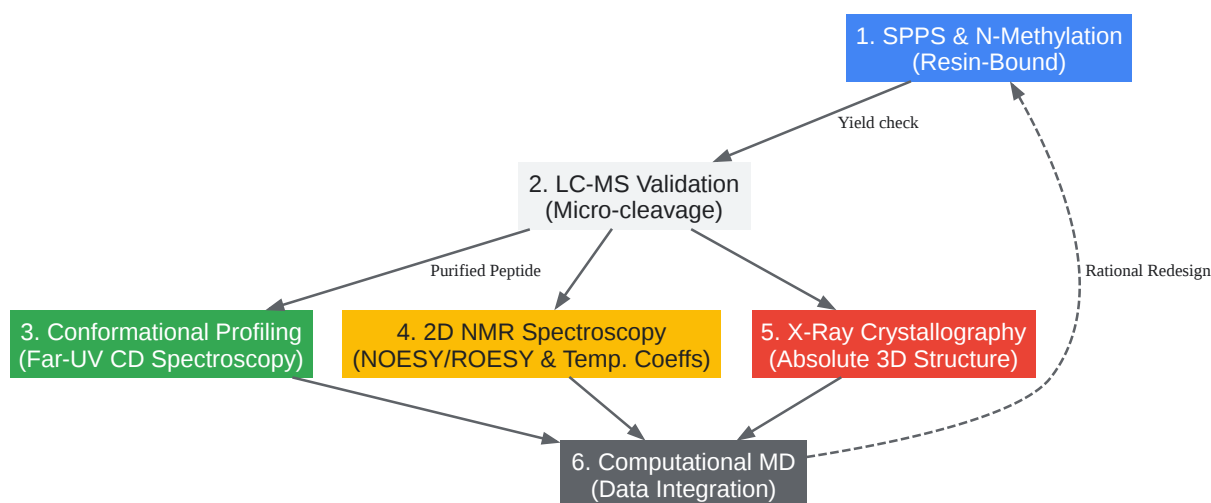 1. SPPS & N-Methylation
(Resin-Bound)
Yield check
2. LC-MS Validation
(Micro-cleavage)
Purified Peptide
Rational Redesign
3. Conformational Profiling
(Far-UV CD Spectroscopy)
4. 2D NMR Spectroscopy
(NOESY/ROESY & Temp. Coeffs)
5. X-Ray Crystallography
(Absolute 3D Structure)
6. Computational MD
(Data Integration)